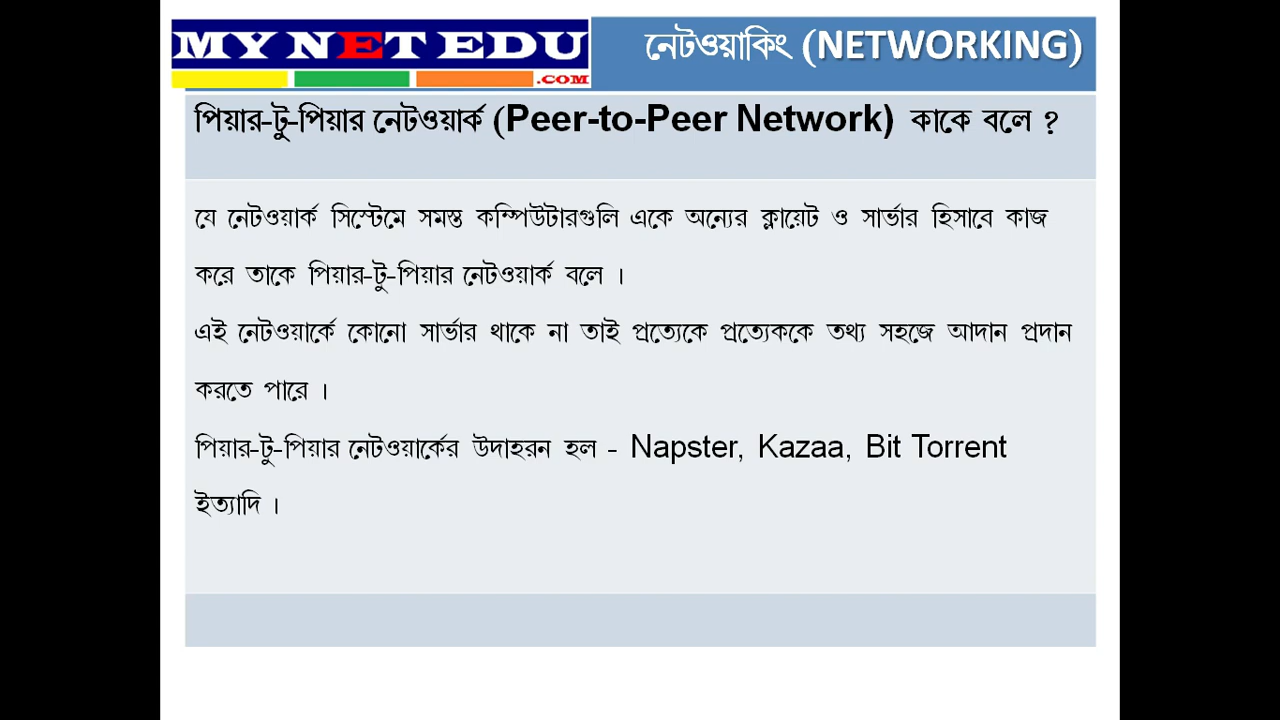 MY NET EDU
.COM
নেটওয়াকিং (NETWORKING)
পিয়ার-টু-পিয়ার নেটওয়ার্ক (Peer-to-Peer Network) কাকে বলে ?
যে নেটওয়ার্ক সিস্টেমে সমস্ত কম্পিউটারগুলি একে অন্যের ক্লায়েট ও সার্ভার হিসাবে কাজ
করে তাকে পিয়ার-টু-পিয়ার নেটওয়ার্ক বলে ।
এই নেটওয়ার্কে কোনো সার্ভার থাকে না তাই প্রত্যেকে প্রত্যেককে তথ্য সহজে আদান প্রদান
করতে পারে ।
পিয়ার-টু-পিয়ার নেটওয়ার্কের উদাহরন হল - Napster, Kazaa, Bit Torrent
ইত্যাদি ।